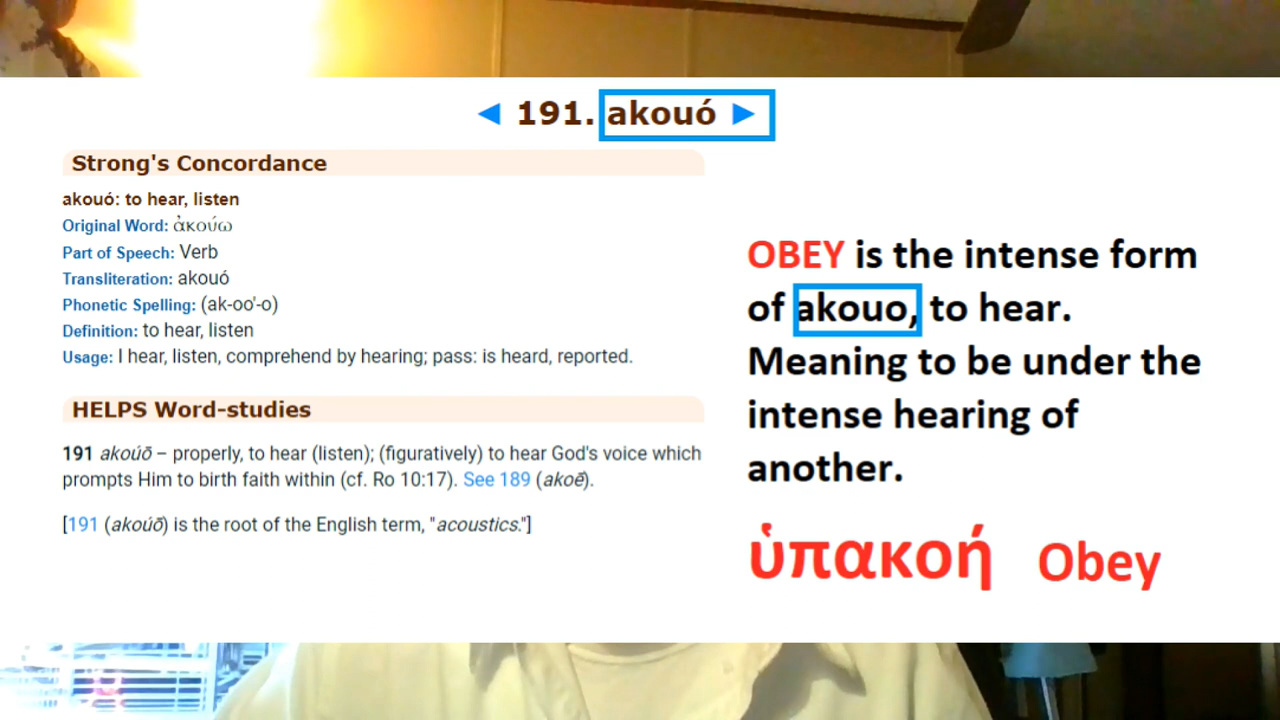 ◄ 191. akouó ►
Strong's Concordance
akouó: to hear, listen
Original Word: ἀκούω
Part of Speech: Verb
Transliteration: akouó
Phonetic Spelling: (ak-oo'-o)
Definition: to hear, listen
Usage: I hear, listen, comprehend by hearing; pass: is heard, reported.
HELPS Word-studies
191 akoúō – properly, to hear (listen); (figuratively) to hear God's voice which
prompts Him to birth faith within (cf. Ro 10:17). See 189 (akoē).
[191 (akoúō) is the root of the English term, "acoustics."]
OBEY is the intense form
of akouo, to hear.
Meaning to be under the
intense hearing of
another.
ὑπακοή Obey